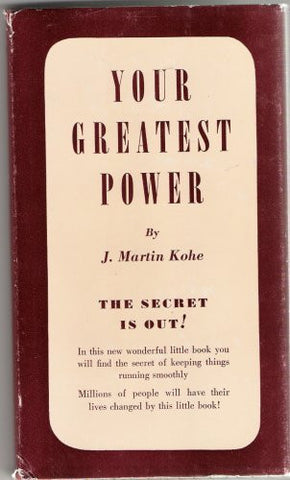 YOUR
GREATEST
POWER
By
J. Martin Kohe
THE SECRET
IS OUT!
In this new wonderful little book you
will find the secret of keeping things
running smoothly
Millions of people will have their
lives changed by this little book!